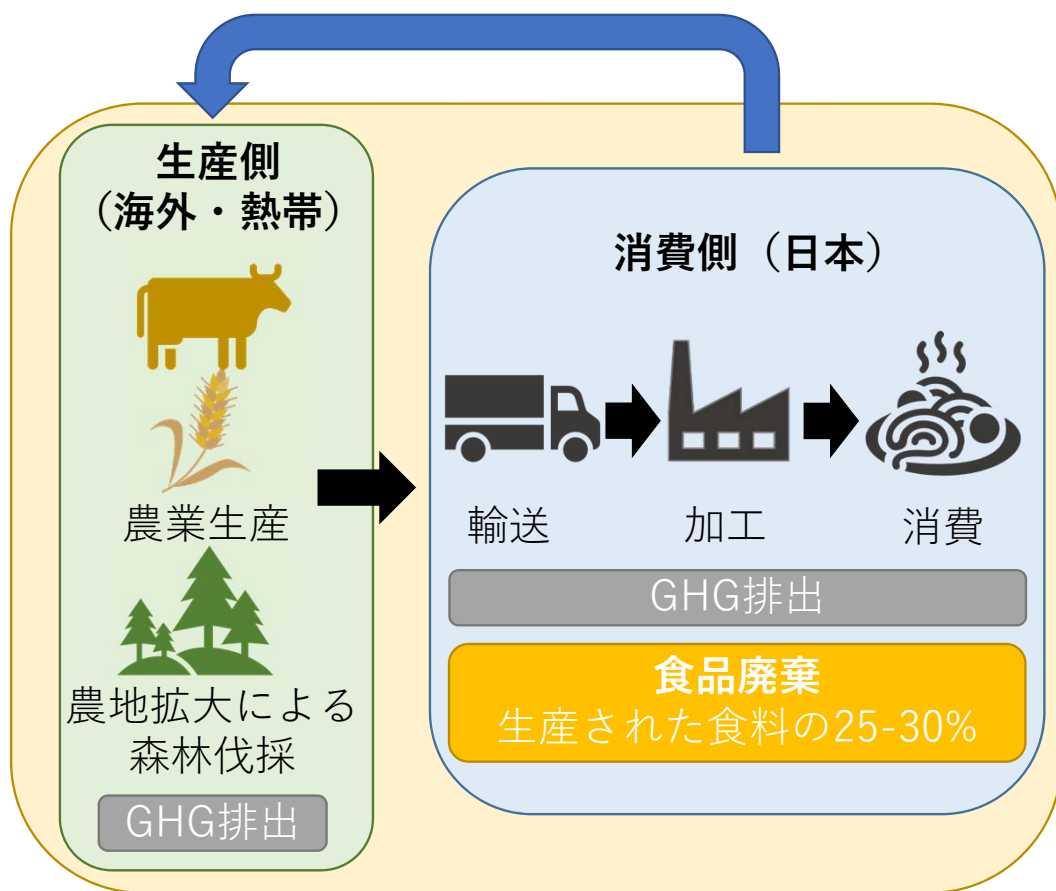 生産側
（海外・熱帯）
農業生産
農地拡大による
森林伐採
GHG排出
消費側（日本）
輸送
加工
消費
GHG排出
食品廃棄
生産された食料の25-30%